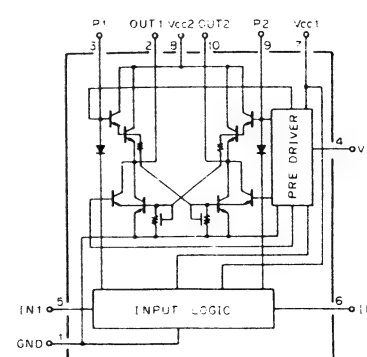 P1 OUT1 Vcc2 OUT2 P2 Vcc1
3 2 8 10 9 7
PRE DRIVER
4 V
5 6
IN1 INPUT LOGIC I
GND 1